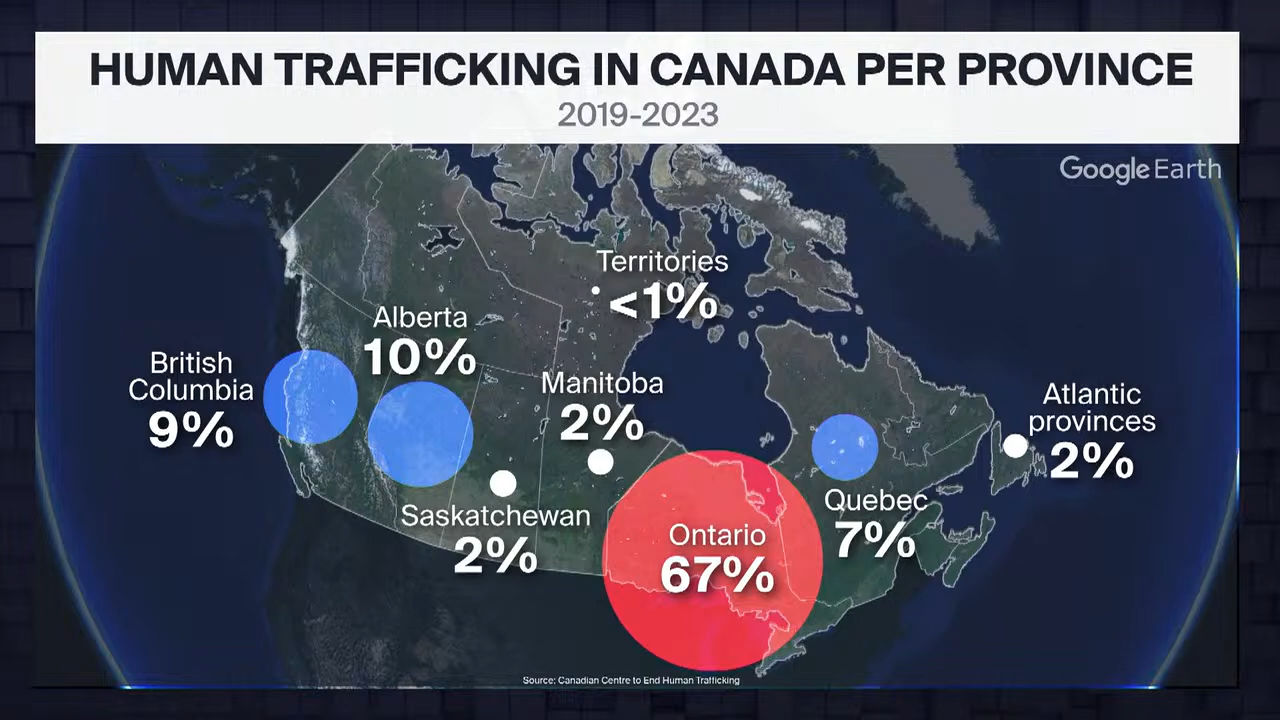 HUMAN TRAFFICKING IN CANADA PER PROVINCE
2019-2023
Google Earth
Territories
<1%
Alberta
10%
British
Columbia
9%
Manitoba
2%
Atlantic
provinces
2%
Saskatchewan
2%
Ontario
67%
Quebec
7%
Source: Canadian Centre to End Human Trafficking